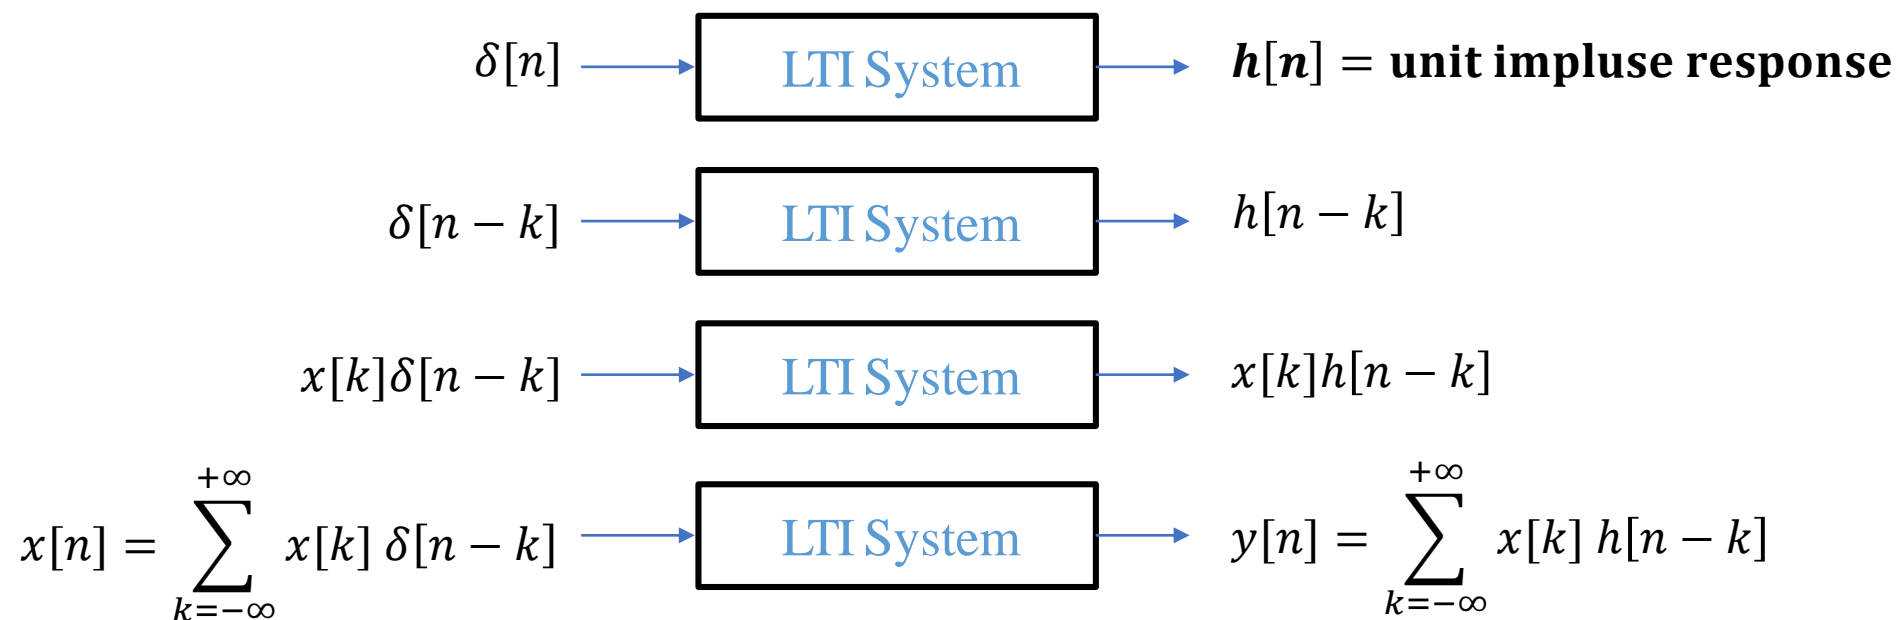 δ[n] LTI System h[n] = unit impluse response
δ[n − k] LTI System h[n − k]
x[k]δ[n − k] LTI System x[k]h[n − k]
x[n] = ∑_{k=−∞}^{+∞} x[k] δ[n − k] LTI System y[n] = ∑_{k=−∞}^{+∞} x[k] h[n − k]